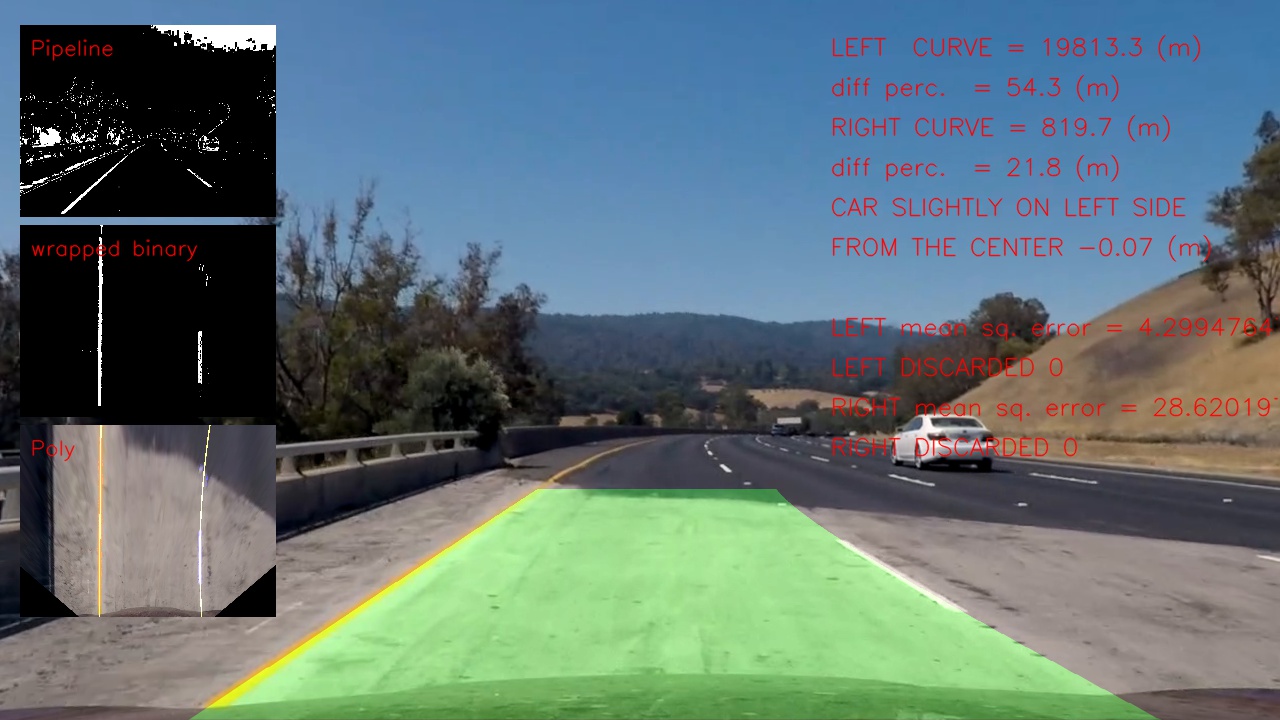 Pipeline
wrapped binary
Poly
LEFT CURVE = 19813.3 (m)
diff perc. = 54.3 (m)
RIGHT CURVE = 819.7 (m)
diff perc. = 21.8 (m)
CAR SLIGHTLY ON LEFT SIDE
FROM THE CENTER -0.07 (m)
LEFT mean sq. error = 4.2994764
LEFT DISCARDED 0
RIGHT mean sq. error = 28.620197
RIGHT DISCARDED 0